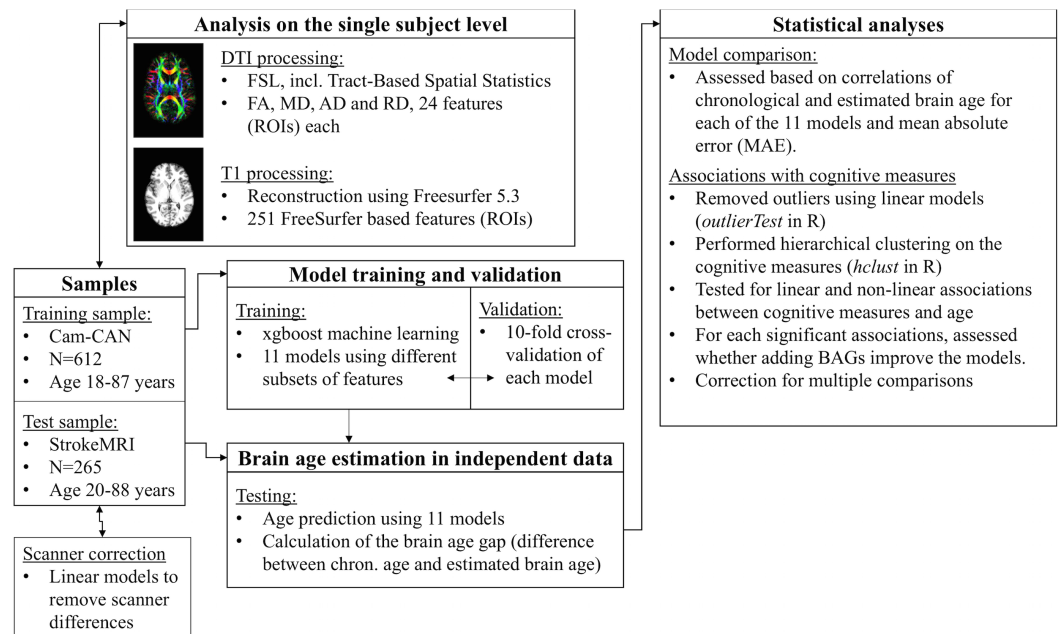 Analysis on the single subject level
DTI processing:
• FSL, incl. Tract-Based Spatial Statistics
• FA, MD, AD and RD, 24 features
(ROIs) each
T1 processing:
• Reconstruction using Freesurfer 5.3
• 251 FreeSurfer based features (ROIs)
Samples
Training sample:
• Cam-CAN
• N=612
• Age 18-87 years
Test sample:
• StrokeMRI
• N=265
• Age 20-88 years
Scanner correction
• Linear models to
remove scanner
differences
Model training and validation
Training:
• xgboost machine learning
• 11 models using different
subsets of features
Validation:
• 10-fold cross-
validation of
each model
Brain age estimation in independent data
Testing:
• Age prediction using 11 models
• Calculation of the brain age gap (difference
between chron. age and estimated brain age)
Statistical analyses
Model comparison:
• Assessed based on correlations of
chronological and estimated brain age for
each of the 11 models and mean absolute
error (MAE).
Associations with cognitive measures
• Removed outliers using linear models
(outlierTest in R)
• Performed hierarchical clustering on the
cognitive measures (hclust in R)
• Tested for linear and non-linear associations
between cognitive measures and age
• For each significant associations, assessed
whether adding BAGs improve the models.
• Correction for multiple comparisons